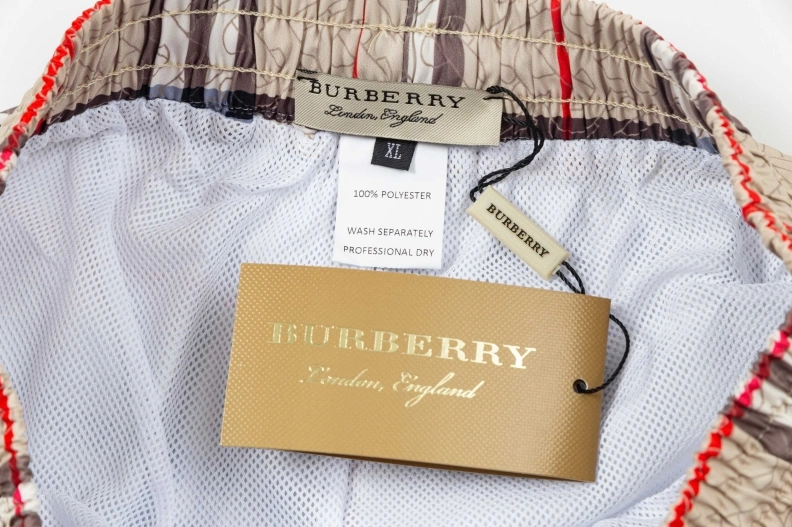 BURBERRY
London, England
XL
100% POLYESTER
WASH SEPARATELY
PROFESSIONAL DRY
BURBERRY
BURBERRY
London, England